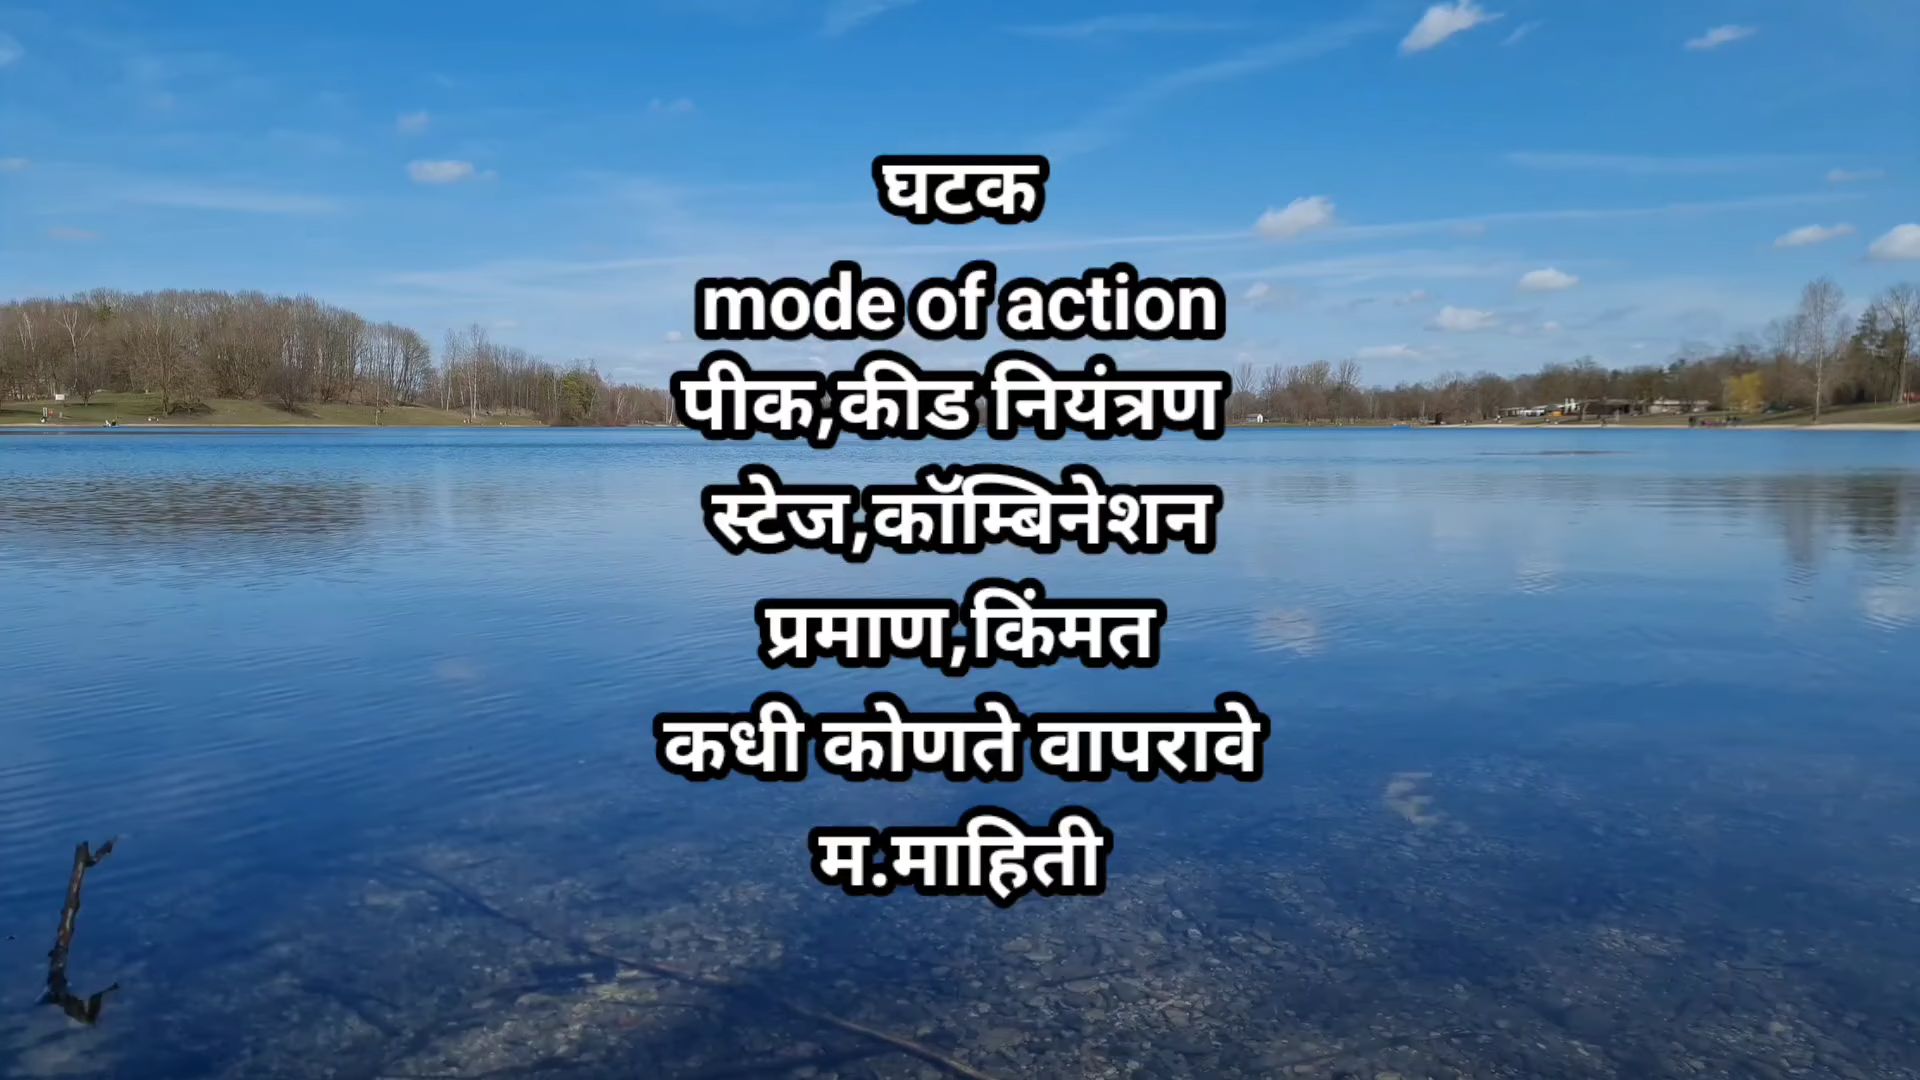 घटक
mode of action
पीक,कीड नियंत्रण
स्टेज,कॉम्बिनेशन
प्रमाण,किंमत
कधी कोणते वापरावे
म.माहिती